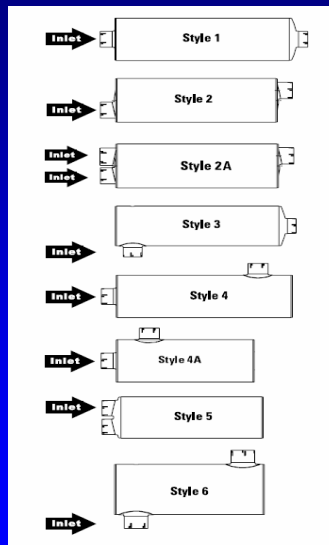 Inlet Style 1
Inlet Style 2
Inlet
Inlet Style 2A
Style 3
Inlet
Inlet Style 4
Inlet Style 4A
Inlet Style 5
Style 6
Inlet